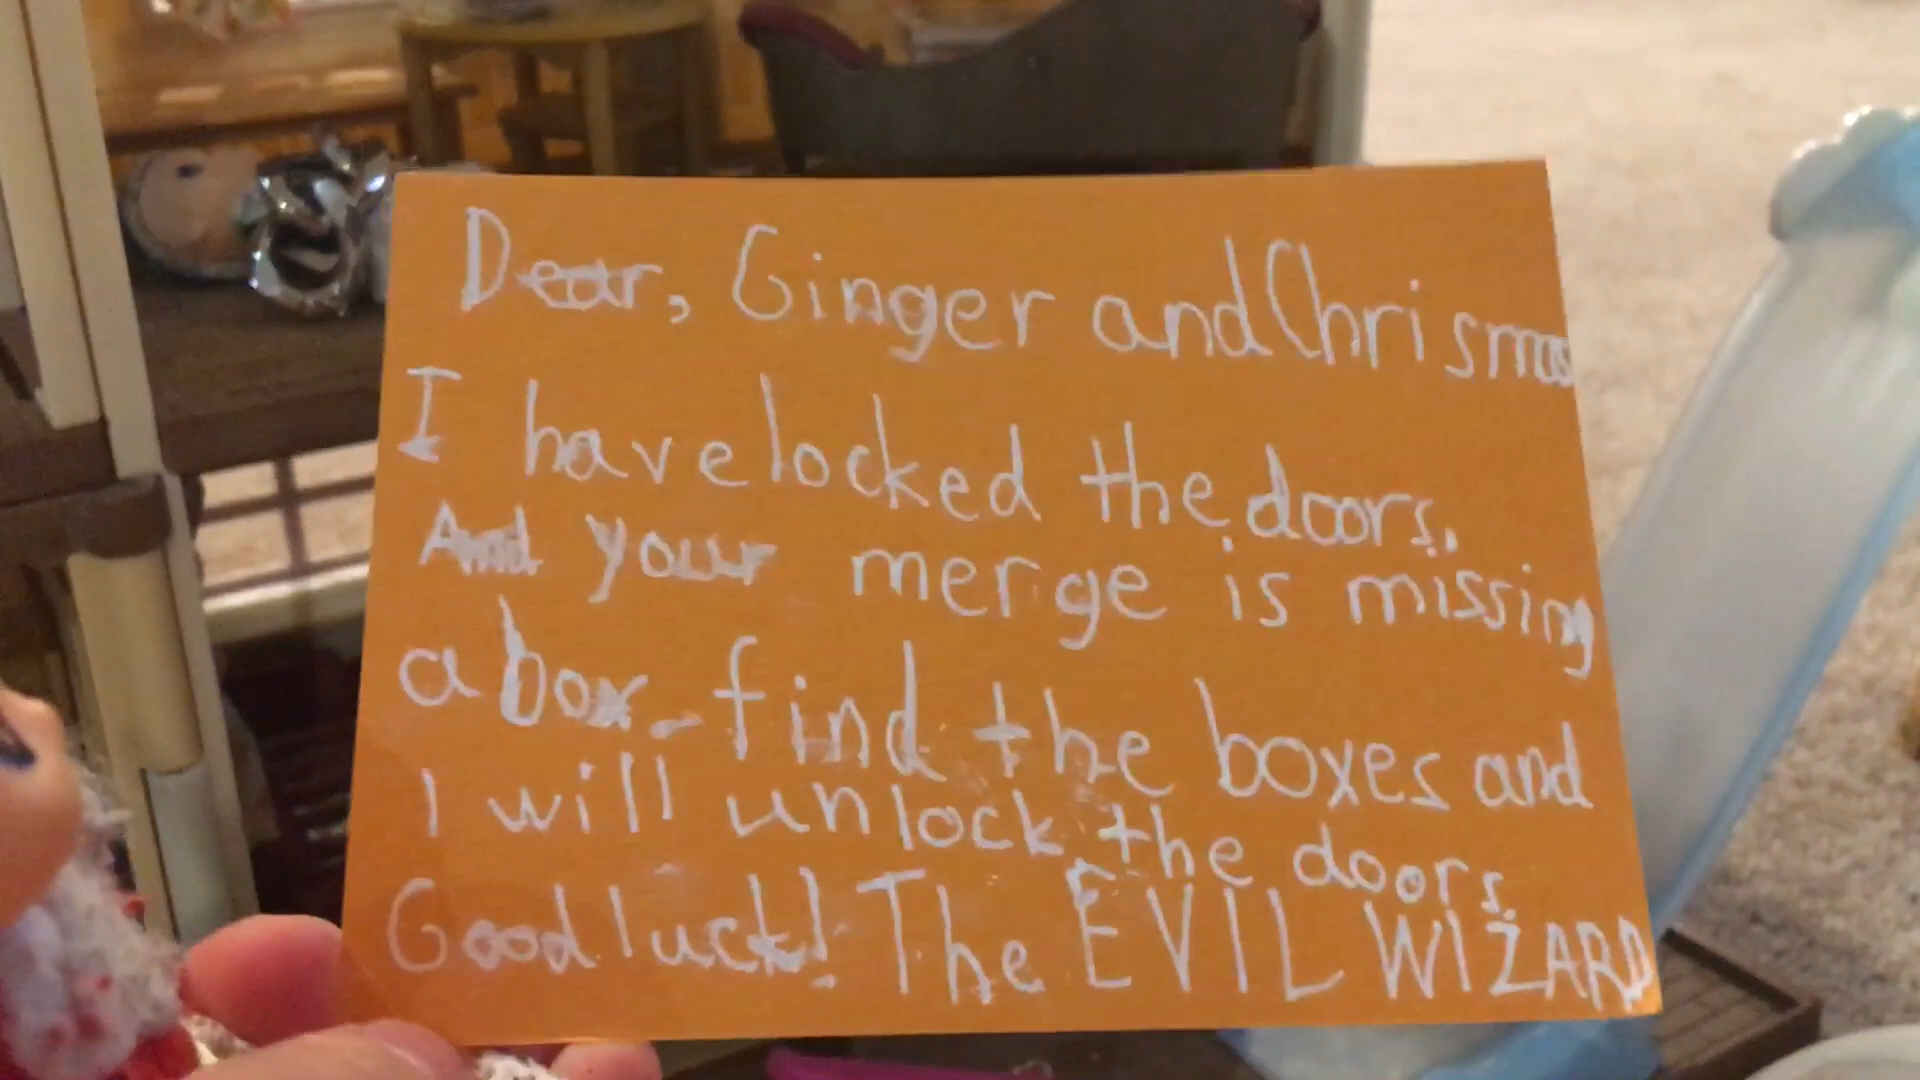 Dear, Ginger and Chrismas
I have locked the doors.
And your merge is missing
a box. find the boxes and
I will unlock the doors.
Good luck! The EVIL WIZARD